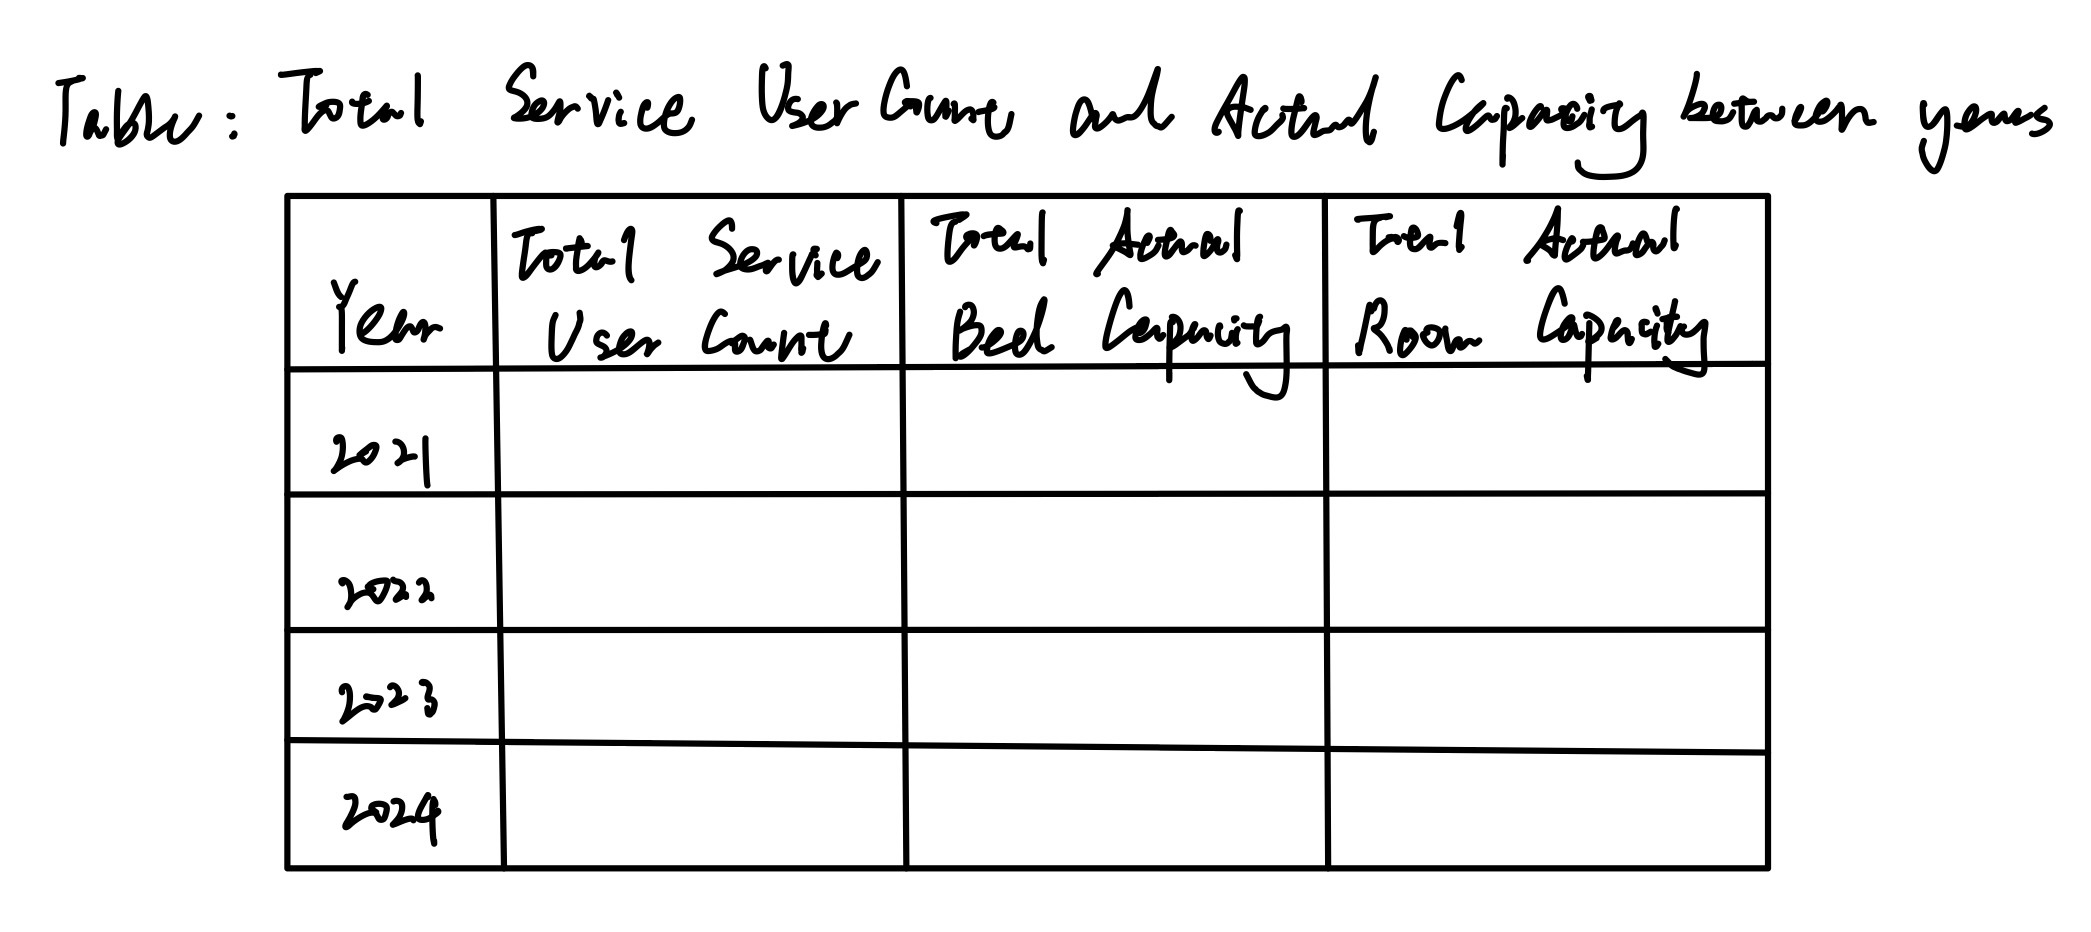 Table: Total Service User Count and Actual Capacity between years
Year
Total Service
User Count
Total Actual
Bed Capacity
Total Actual
Room Capacity
2021
2022
2023
2024